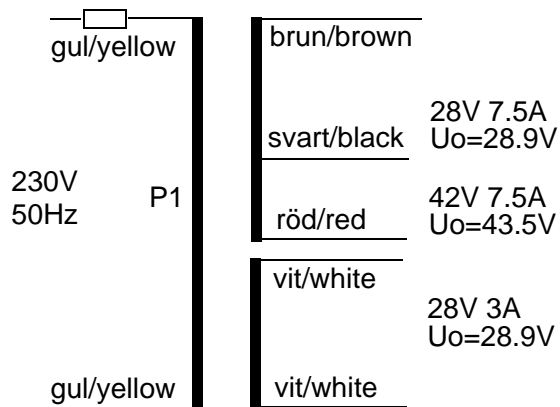 gul/yellow
brun/brown
svart/black
28V 7.5A
Uo=28.9V
230V
50Hz
P1
röd/red
42V 7.5A
Uo=43.5V
vit/white
28V 3A
Uo=28.9V
gul/yellow
vit/white